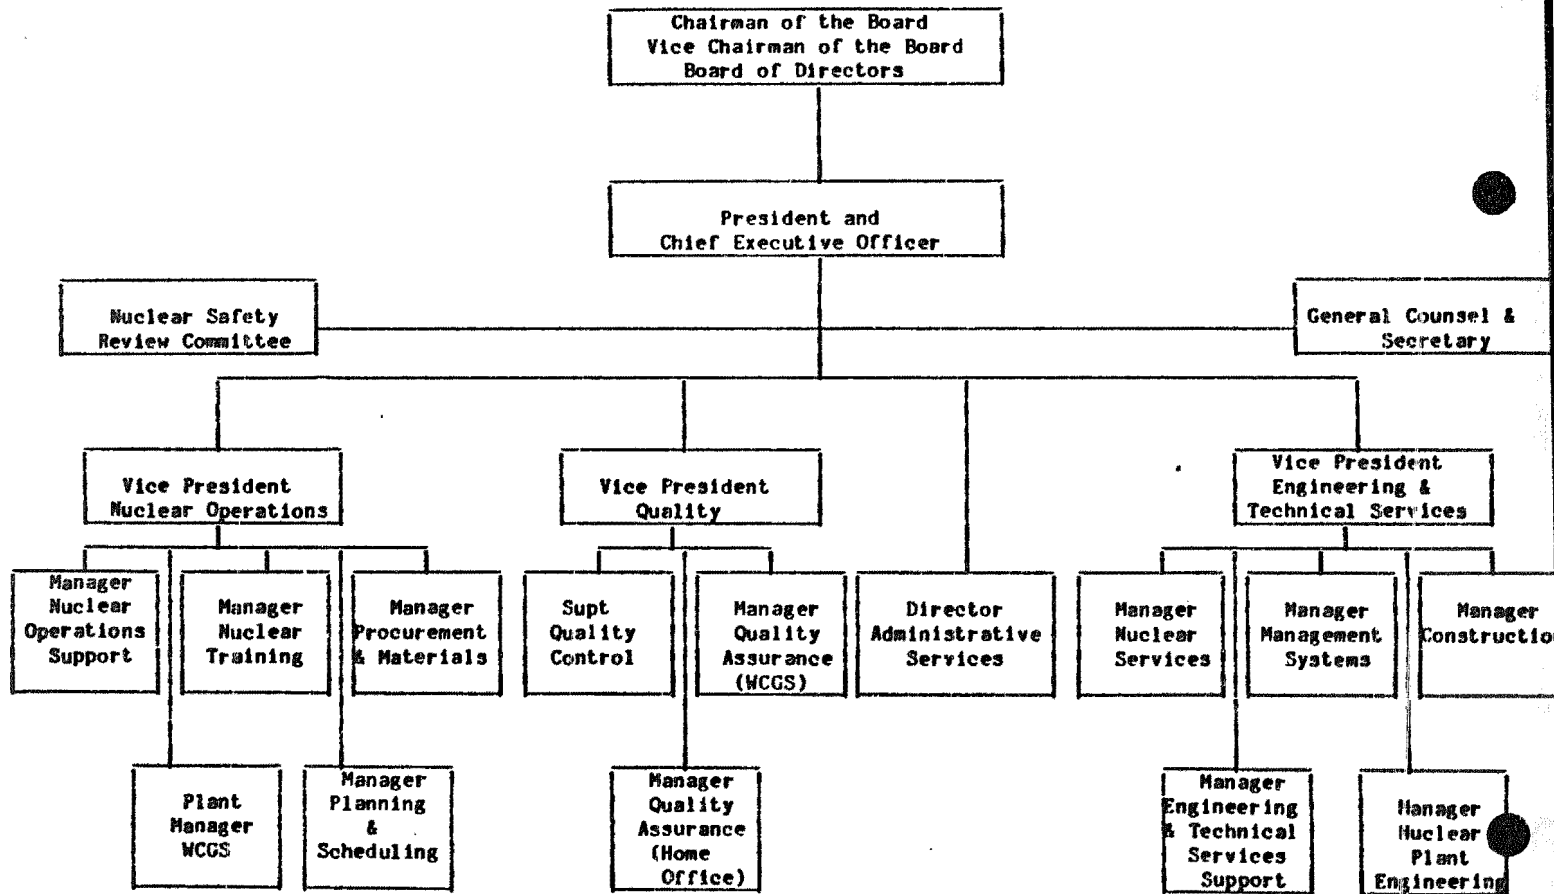 Chairman of the Board
Vice Chairman of the Board
Board of Directors
President and
Chief Executive Officer
Nuclear Safety
Review Committee
General Counsel &
Secretary
Vice President
Nuclear Operations
Vice President
Quality
Vice President
Engineering &
Technical Services
Manager
Nuclear
Operations
Support
Manager
Nuclear
Training
Manager
Procurement
& Materials
Supt
Quality
Control
Manager
Quality
Assurance
(WCGS)
Director
Administrative
Services
Manager
Nuclear
Services
Manager
Management
Systems
Manager
Constructio
Plant
Manager
WCGS
Manager
Planning
&
Scheduling
Manager
Quality
Assurance
(Home
Office)
Manager
Engineering
& Technical
Services
Support
Manager
Nuclear
Plant
Engineering